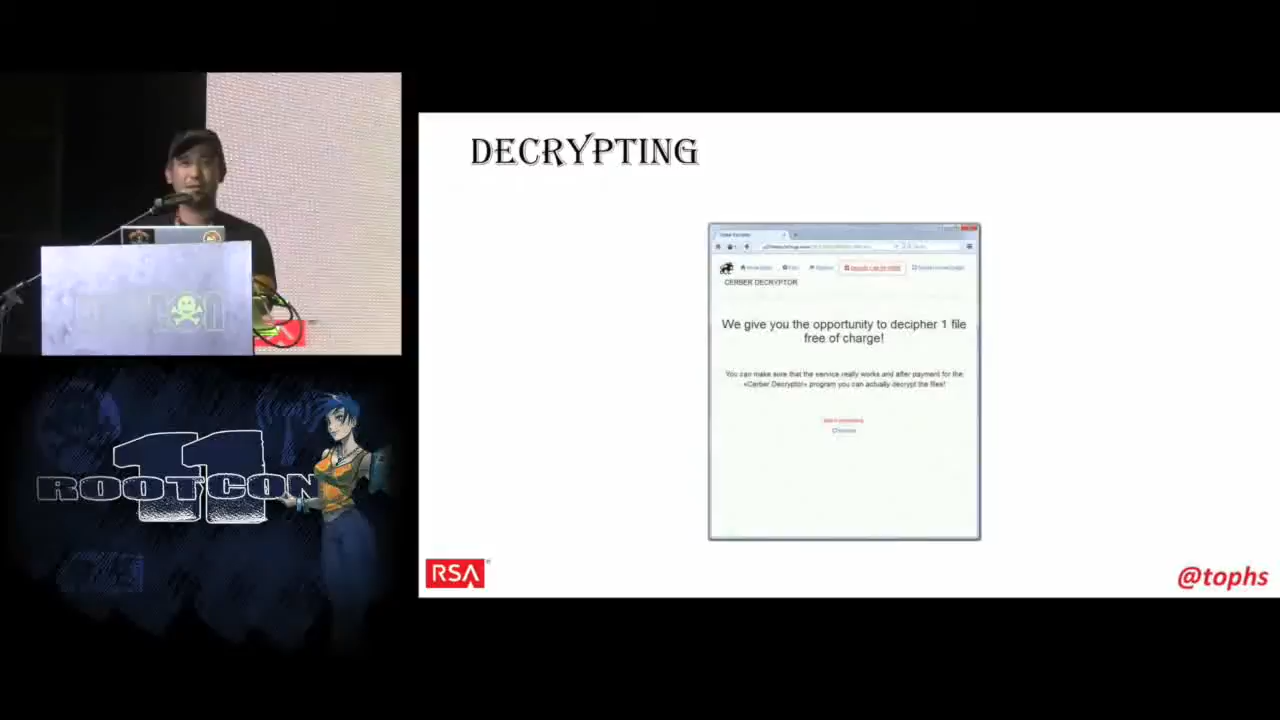 DECRYPTING
CERBER DECRYPTOR
We give you the opportunity to decipher 1 file
free of charge!
You can make sure that the service really works and after payment for the
«Cerber Decryptor» program you can actually decrypt the files!
11
ROOTCON
RSA
@tophs